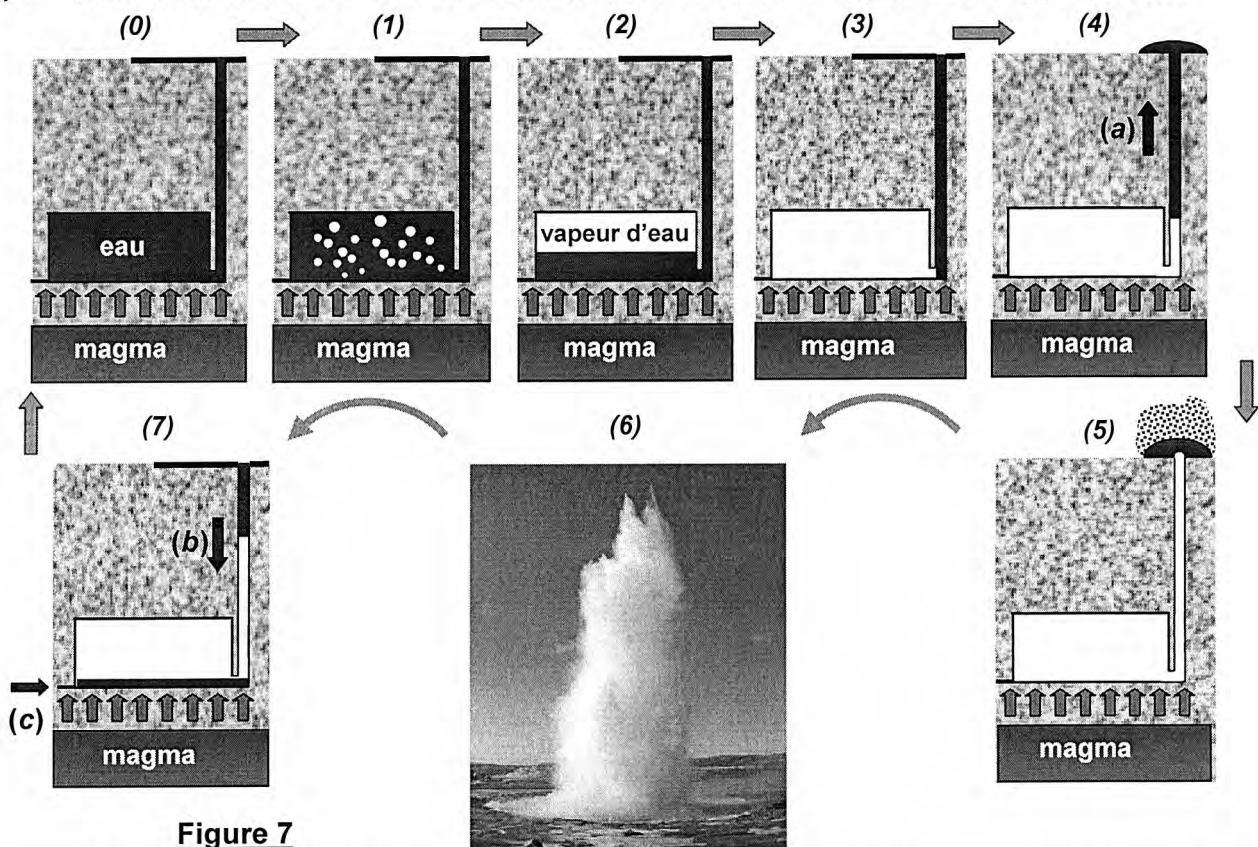 (0) (1) (2) (3) (4)
(a)
eau vapeur d'eau
magma magma magma magma magma
(7) (6) (5)
(b)
(c)
magma magma
Figure 7